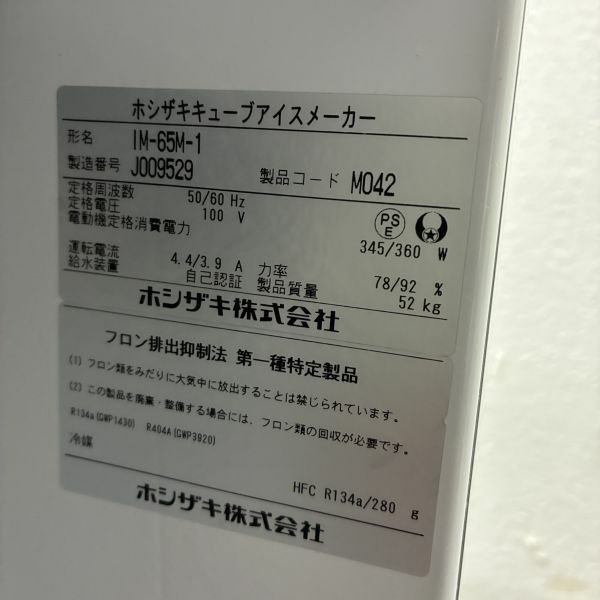 ホシザキキューブアイスメーカー
形名 IM-65M-1
製造番号 J009529 製品コード M042
定格周波数 50/60 Hz
定格電圧 100 V
電動機定格消費電力 345/360 W
PS
E
運転電流 4.4/3.9 A 力率 78/92 %
給水装置 自己認証 製品質量 52 kg
ホシザキ株式会社
フロン排出抑制法 第一種特定製品
(1) フロン類をみだりに大気中に放出することは禁じられています。
(2) この製品を廃棄・整備する場合には、フロン類の回収が必要です。
R134a(GWP1430) R404A(GWP3920)
冷媒 HFC R134a/280 g
ホシザキ株式会社